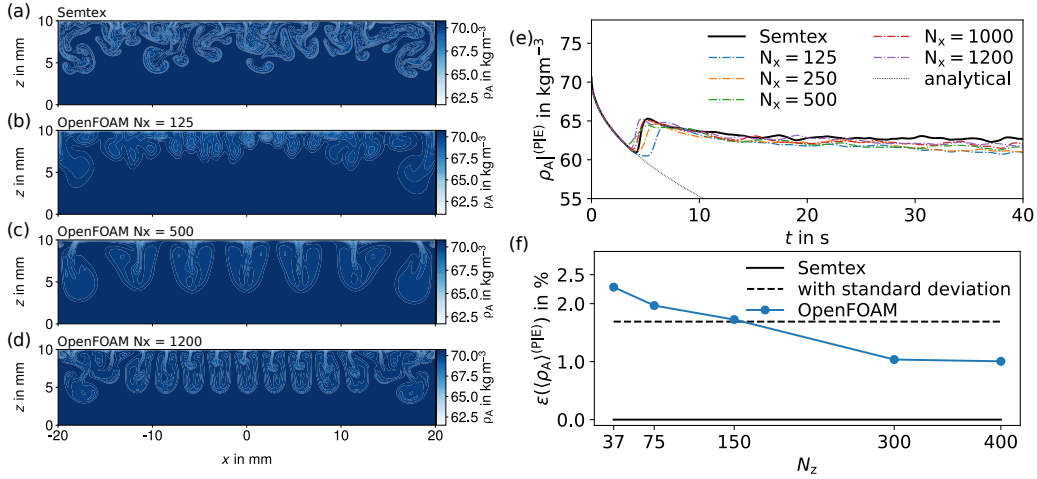 (a)
Semtex
z in mm
10
5
0
70.0
67.5
65.0
62.5
ρA in kg m−3
(b)
OpenFOAM Nx = 125
z in mm
10
5
0
70.0
67.5
65.0
62.5
ρA in kg m−3
(c)
OpenFOAM Nx = 500
z in mm
10
5
0
70.0
67.5
65.0
62.5
ρA in kg m−3
(d)
OpenFOAM Nx = 1200
z in mm
10
5
0
70.0
67.5
65.0
62.5
ρA in kg m−3
-20 −10 0 10 20
x in mm
(e)
ρA|(P|E) in kgm−3
75
70
65
60
55
Semtex
Nx = 125
Nx = 250
Nx = 500
Nx = 1000
Nx = 1200
analytical
0 10 20 30 40
t in s
(f)
ε(⟨ρA⟩(P|E)) in %
2.5
2.0
1.0
0.0
Semtex
with standard deviation
OpenFOAM
37 75 150 300 400
Nz